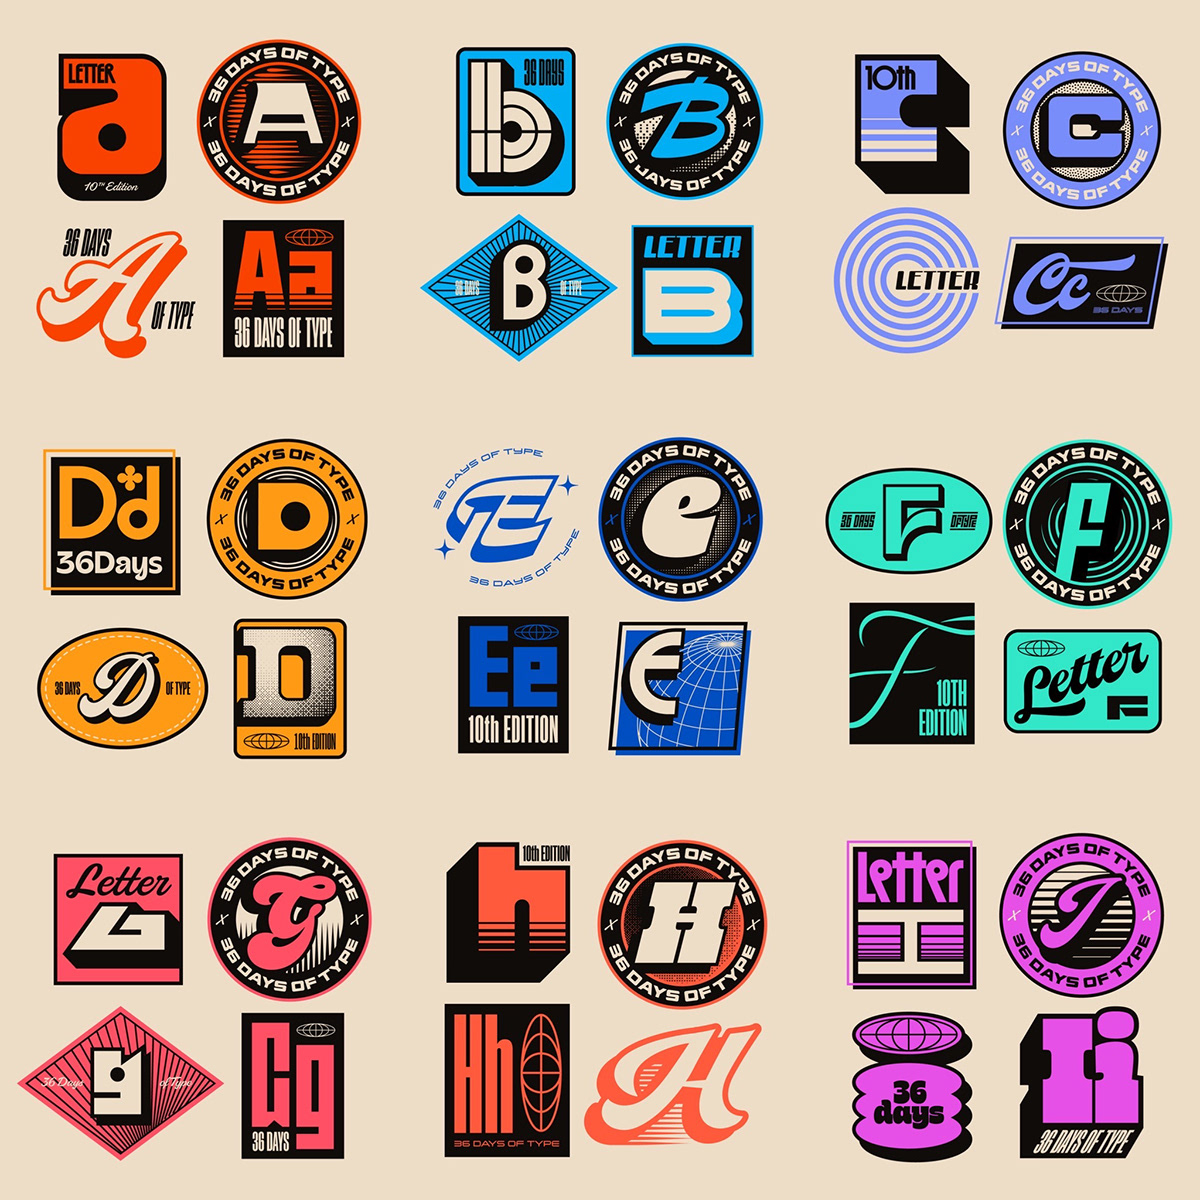 LETTER
a
10TH Edition
36 DAYS OF TYPE
A
36 DAYS OF TYPE
36 DAYS
A
OF TYPE
Aa
36 DAYS OF TYPE
36 DAYS
b
36 DAYS OF TYPE
B
36 DAYS OF TYPE
36 DAYS
B
OF TYPE
LETTER
B
10th
C
36 DAYS OF TYPE
C
36 DAYS OF TYPE
LETTER
Cc
36 DAYS
Dd
36Days
36 DAYS OF TYPE
D
36 DAYS OF TYPE
36 DAYS
D
OF TYPE
D
10th EDITION
36 DAYS OF TYPE
E
36 DAYS OF TYPE
36 DAYS OF TYPE
e
36 DAYS OF TYPE
Ee
10th EDITION
E
36 DAYS
F
OF TYPE
36 DAYS OF TYPE
F
36 DAYS OF TYPE
F
10TH
EDITION
Letter
F
Letter
G
36 DAYS OF TYPE
G
36 DAYS OF TYPE
36 Days
g
of Type
Gg
36 DAYS
10th EDITION
h
36 DAYS OF TYPE
H
36 DAYS OF TYPE
Hh
36 DAYS OF TYPE
H
Letter
I
36 DAYS OF TYPE
I
36 DAYS OF TYPE
36
days
Ii
36 DAYS OF TYPE